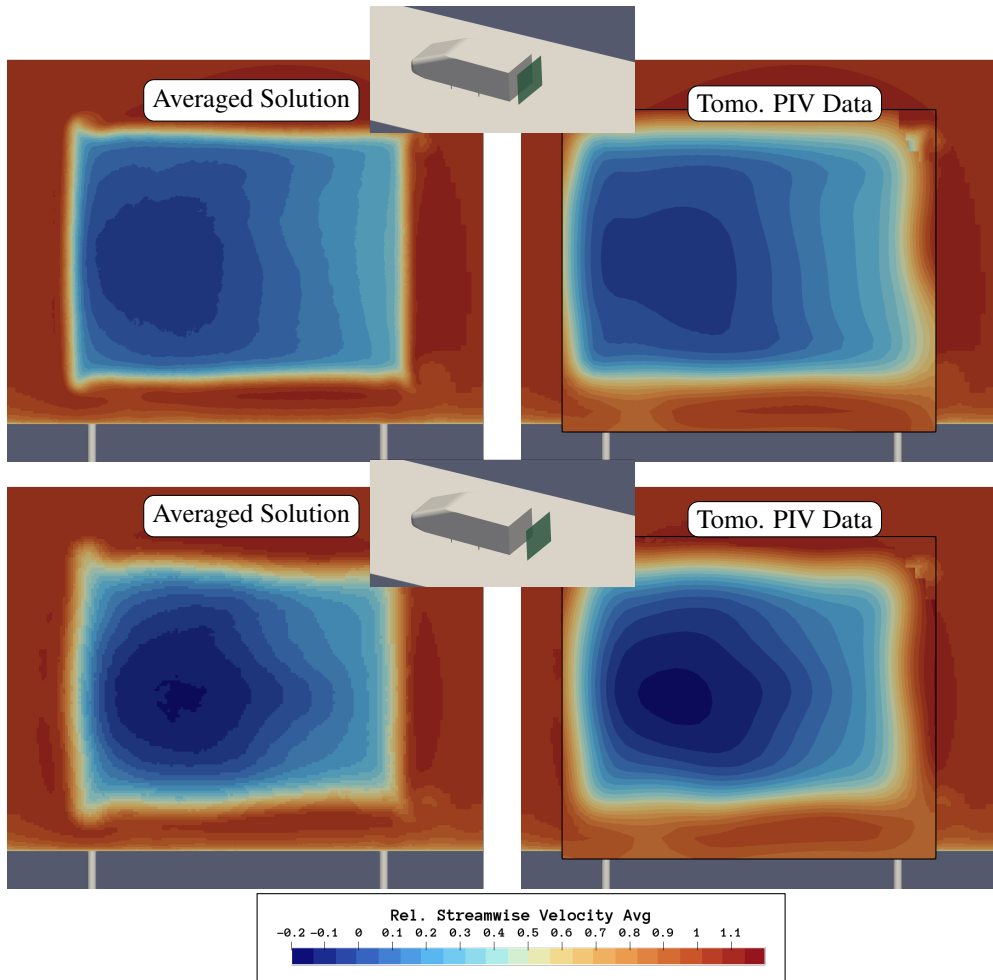 Averaged Solution
Tomo. PIV Data
Averaged Solution
Tomo. PIV Data
Rel. Streamwise Velocity Avg
-0.2 -0.1 0 0.1 0.2 0.3 0.4 0.5 0.6 0.7 0.8 0.9 1 1.1